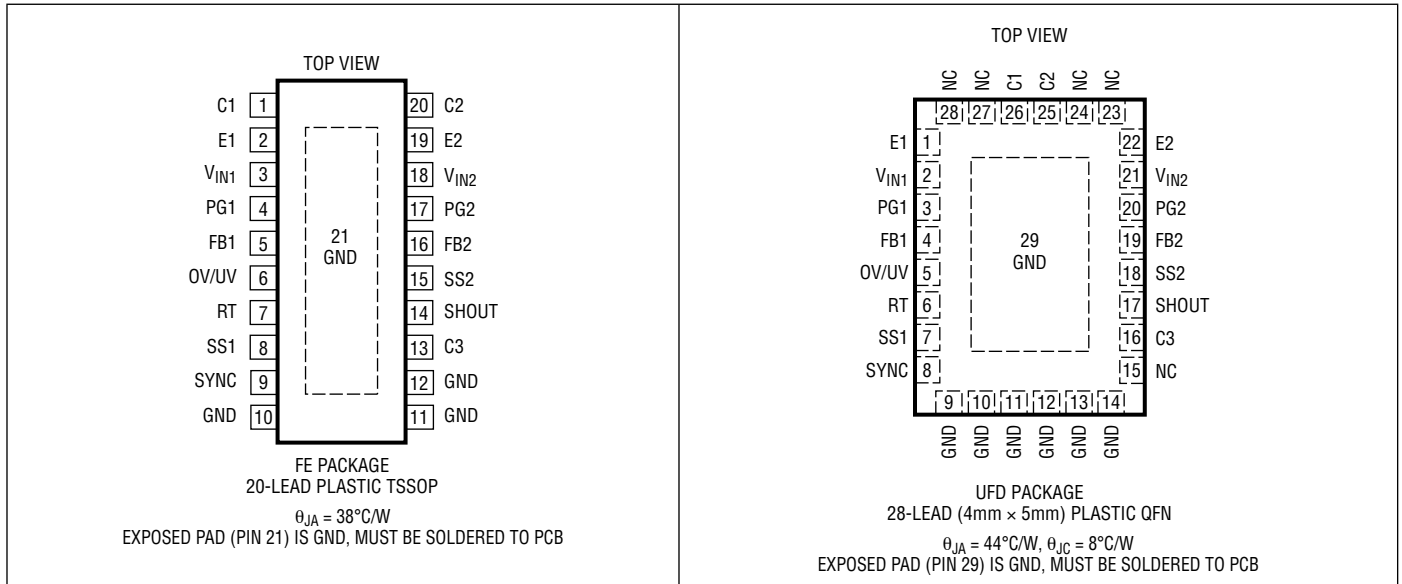 TOP VIEW
C1 1 20 C2
E1 2 19 E2
VIN1 3 18 VIN2
PG1 4 17 PG2
FB1 5 16 FB2
21
GND
OV/UV 6 15 SS2
RT 7 14 SHOUT
SS1 8 13 C3
SYNC 9 12 GND
GND 10 11 GND
FE PACKAGE
20-LEAD PLASTIC TSSOP
θJA = 38°C/W
EXPOSED PAD (PIN 21) IS GND, MUST BE SOLDERED TO PCB
TOP VIEW
NC NC C1 C2 NC NC
28 27 26 25 24 23
E1 1 22 E2
VIN1 2 21 VIN2
PG1 3 20 PG2
FB1 4 19 FB2
29
GND
OV/UV 5 18 SS2
RT 6 17 SHOUT
SS1 7 16 C3
SYNC 8 15 NC
9 10 11 12 13 14
GND GND GND GND GND GND
UFD PACKAGE
28-LEAD (4mm × 5mm) PLASTIC QFN
θJA = 44°C/W, θJC = 8°C/W
EXPOSED PAD (PIN 29) IS GND, MUST BE SOLDERED TO PCB